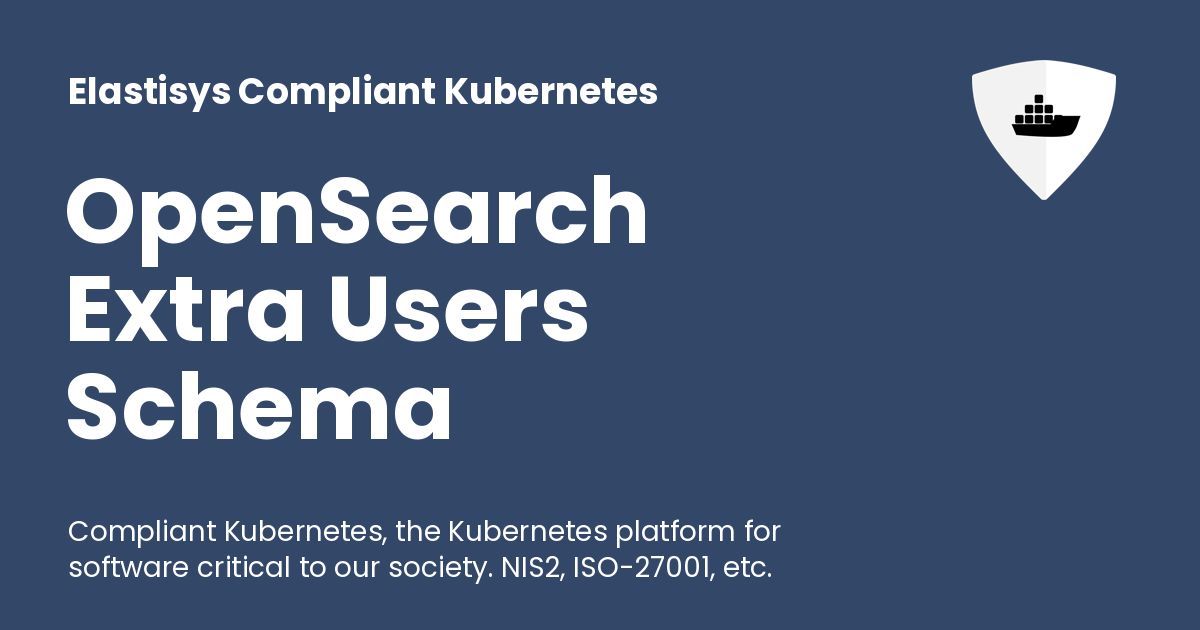 Elastisys Compliant Kubernetes
OpenSearch
Extra Users
Schema
Compliant Kubernetes, the Kubernetes platform for
software critical to our society. NIS2, ISO-27001, etc.